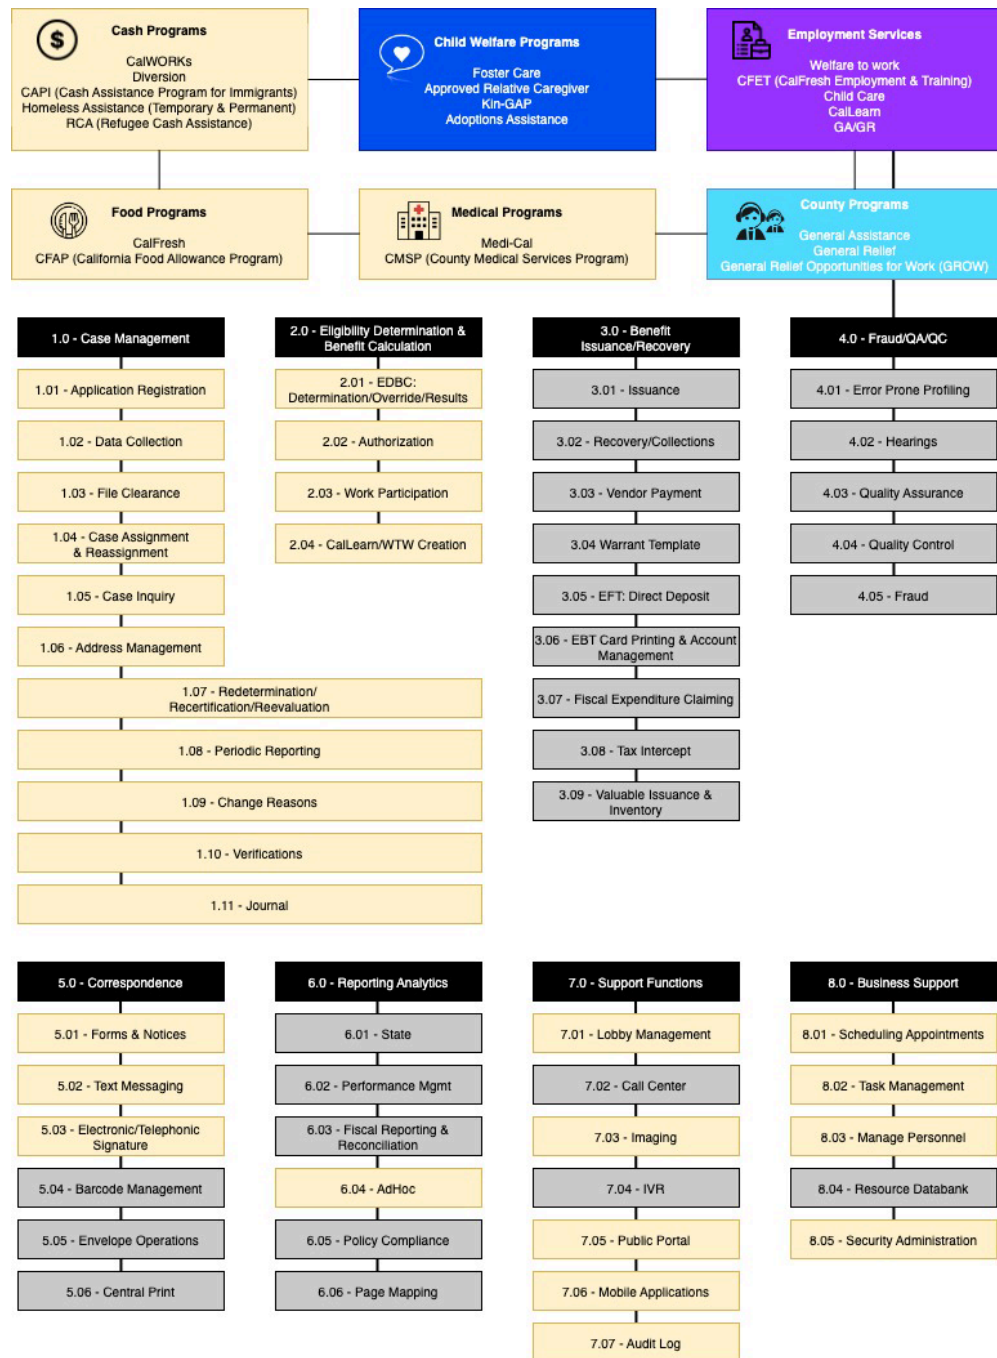 Cash Programs
CalWORKs
Diversion
CAPI (Cash Assistance Program for Immigrants)
Homeless Assistance (Temporary & Permanent)
RCA (Refugee Cash Assistance)
Child Welfare Programs
Foster Care
Approved Relative Caregiver
Kin-GAP
Adoptions Assistance
Employment Services
Welfare to work
CFET (CalFresh Employment & Training)
Child Care
CalLearn
GA/GR
Food Programs
CalFresh
CFAP (California Food Allowance Program)
Medical Programs
Medi-Cal
CMSP (County Medical Services Program)
County Programs
General Assistance
General Relief
General Relief Opportunities for Work (GROW)
1.0 - Case Management
1.01 - Application Registration
1.02 - Data Collection
1.03 - File Clearance
1.04 - Case Assignment
& Reassignment
1.05 - Case Inquiry
1.06 - Address Management
1.07 - Redetermination/
Recertification/Reevaluation
1.08 - Periodic Reporting
1.09 - Change Reasons
1.10 - Verifications
1.11 - Journal
2.0 - Eligibility Determination &
Benefit Calculation
2.01 - EDBC:
Determination/Override/Results
2.02 - Authorization
2.03 - Work Participation
2.04 - CalLearn/WTW Creation
3.0 - Benefit
Issuance/Recovery
3.01 - Issuance
3.02 - Recovery/Collections
3.03 - Vendor Payment
3.04 Warrant Template
3.05 - EFT: Direct Deposit
3.06 - EBT Card Printing & Account
Management
3.07 - Fiscal Expenditure Claiming
3.08 - Tax Intercept
3.09 - Valuable Issuance &
Inventory
4.0 - Fraud/QA/QC
4.01 - Error Prone Profiling
4.02 - Hearings
4.03 - Quality Assurance
4.04 - Quality Control
4.05 - Fraud
5.0 - Correspondence
5.01 - Forms & Notices
5.02 - Text Messaging
5.03 - Electronic/Telephonic
Signature
5.04 - Barcode Management
5.05 - Envelope Operations
5.06 - Central Print
6.0 - Reporting Analytics
6.01 - State
6.02 - Performance Mgmt
6.03 - Fiscal Reporting &
Reconciliation
6.04 - AdHoc
6.05 - Policy Compliance
6.06 - Page Mapping
7.0 - Support Functions
7.01 - Lobby Management
7.02 - Call Center
7.03 - Imaging
7.04 - IVR
7.05 - Public Portal
7.06 - Mobile Applications
7.07 - Audit Log
8.0 - Business Support
8.01 - Scheduling Appointments
8.02 - Task Management
8.03 - Manage Personnel
8.04 - Resource Databank
8.05 - Security Administration